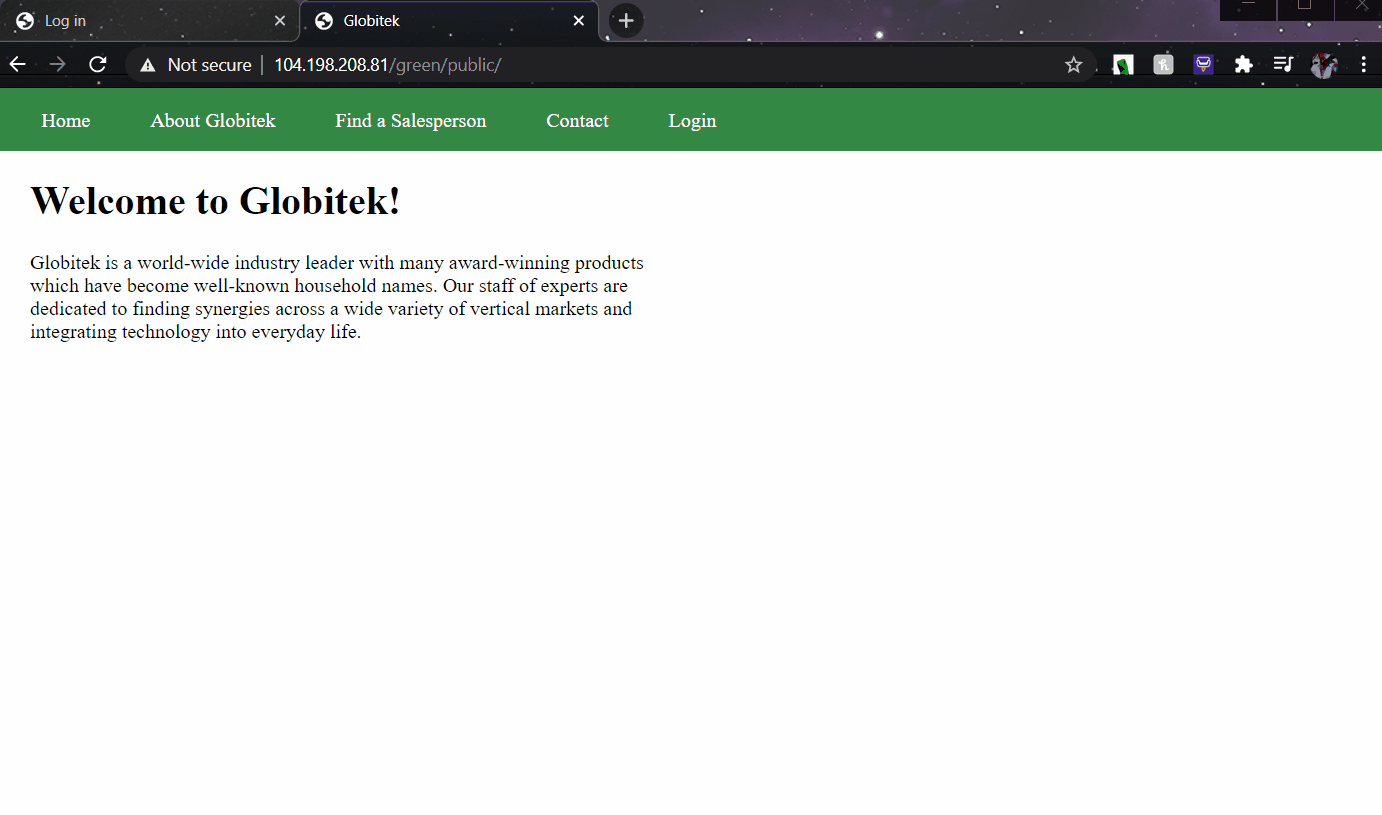 Log in
Globitek
Not secure | 104.198.208.81/green/public/
Home About Globitek Find a Salesperson Contact Login
Welcome to Globitek!
Globitek is a world-wide industry leader with many award-winning products
which have become well-known household names. Our staff of experts are
dedicated to finding synergies across a wide variety of vertical markets and
integrating technology into everyday life.